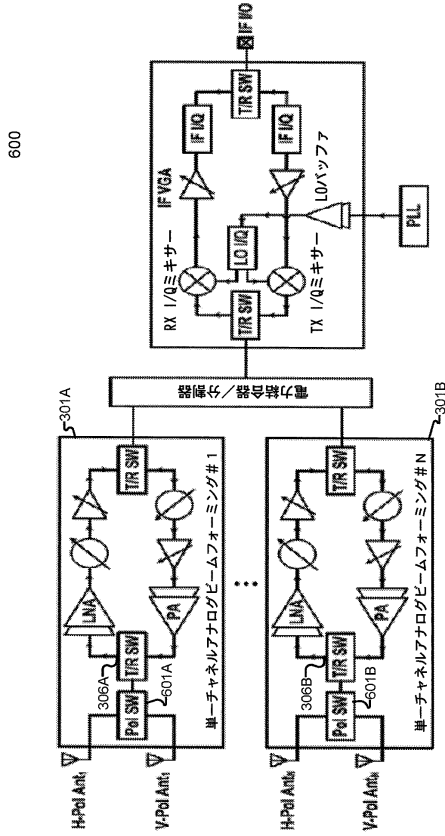 600
301A
H-Pol Ant₁
V-Pol Ant₁
Pol SW
601A
306A
T/R SW
LNA
PA
T/R SW
単一チャネルアナログビームフォーミング#1
301B
H-Pol Antₙ
V-Pol Antₙ
Pol SW
601B
306B
T/R SW
LNA
PA
T/R SW
単一チャネルアナログビームフォーミング#N
電力結合器/分割器
T/R SW
RX I/Qミキサー
TX I/Qミキサー
LO I/Q
LOバッファ
PLL
IF VGA
IF I/Q
IF I/Q
T/R SW
IF I/O